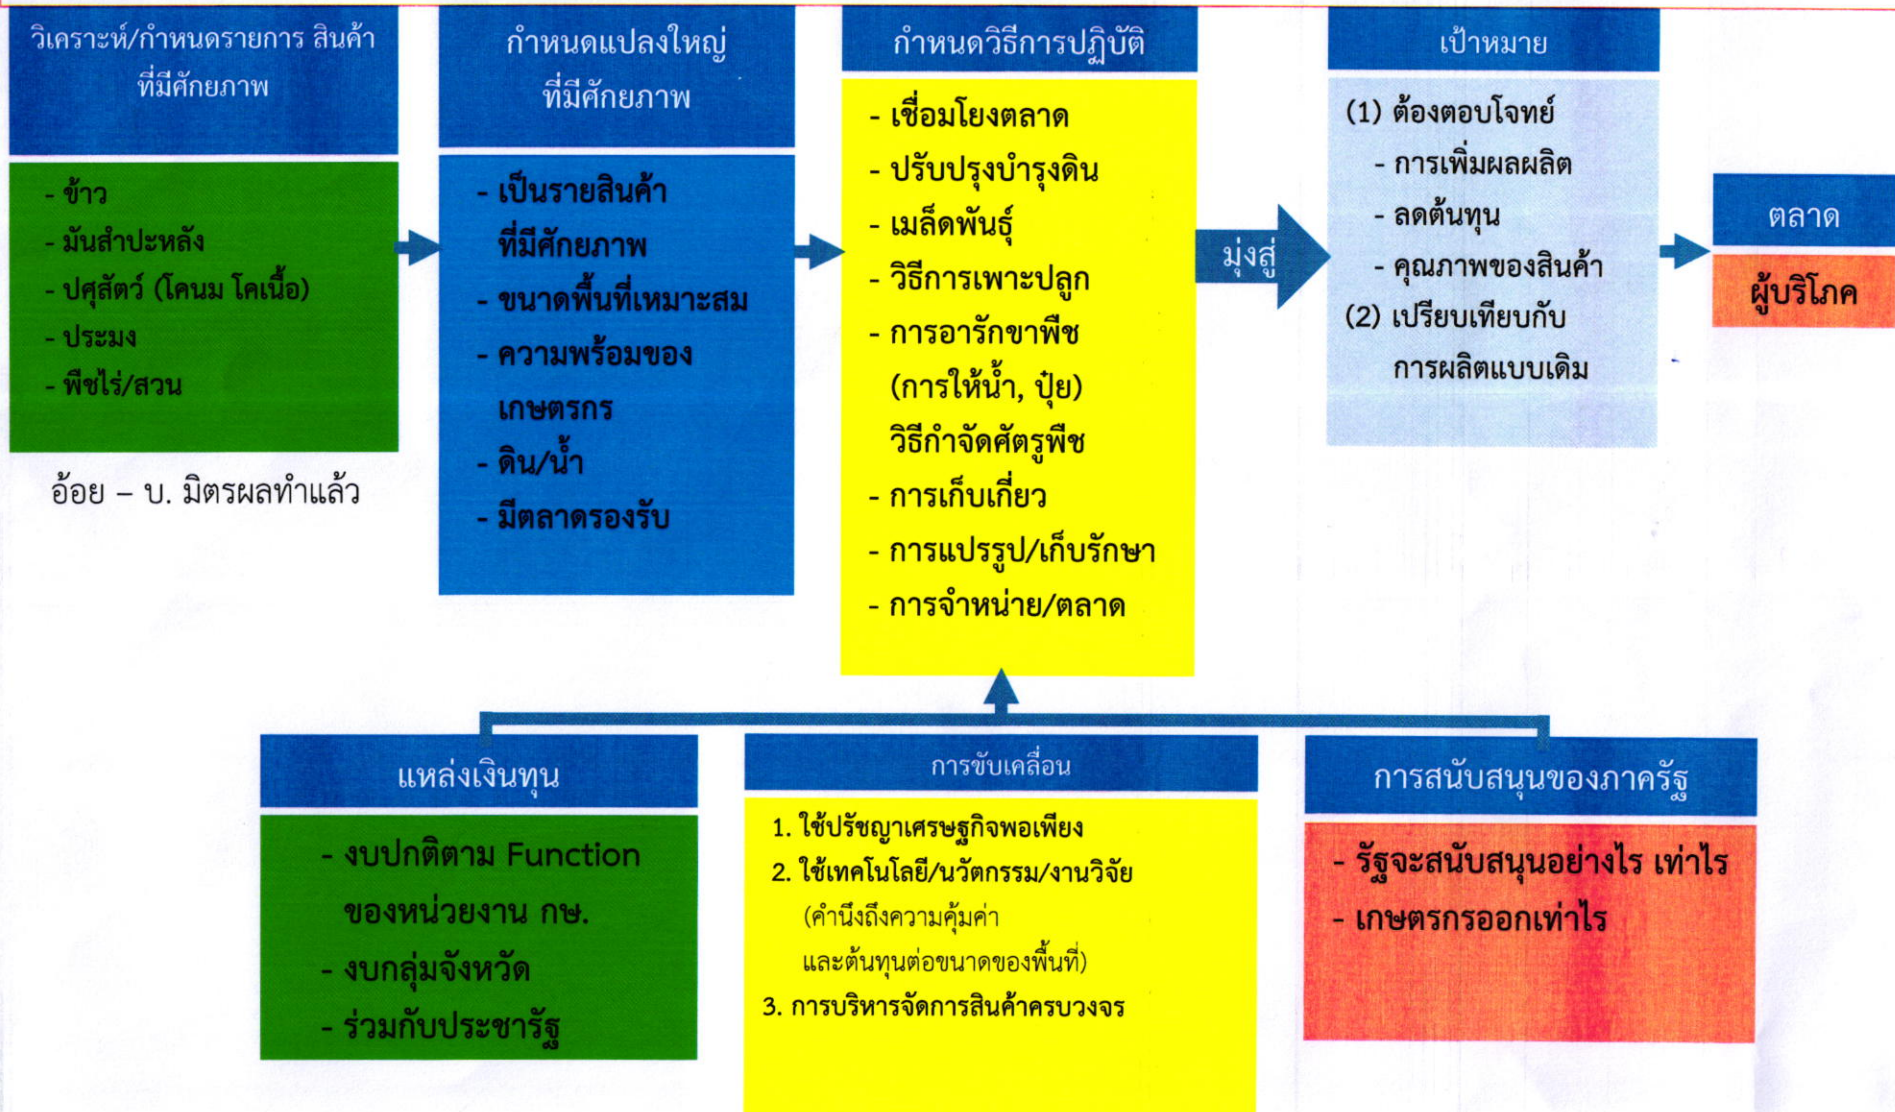 วิเคราะห์/กำหนดรายการ สินค้า
ที่มีศักยภาพ
- ข้าว
- มันสำปะหลัง
- ปศุสัตว์ (โคนม โคเนื้อ)
- ประมง
- พืชไร่/สวน
อ้อย – บ. มิตรผลทำแล้ว
กำหนดแปลงใหญ่
ที่มีศักยภาพ
- เป็นรายสินค้า
ที่มีศักยภาพ
- ขนาดพื้นที่เหมาะสม
- ความพร้อมของ
เกษตรกร
- ดิน/น้ำ
- มีตลาดรองรับ
กำหนดวิธีการปฏิบัติ
- เชื่อมโยงตลาด
- ปรับปรุงบำรุงดิน
- เมล็ดพันธุ์
- วิธีการเพาะปลูก
- การอารักขาพืช
(การให้น้ำ, ปุ๋ย)
วิธีกำจัดศัตรูพืช
- การเก็บเกี่ยว
- การแปรรูป/เก็บรักษา
- การจำหน่าย/ตลาด
มุ่งสู่
เป้าหมาย
(1) ต้องตอบโจทย์
- การเพิ่มผลผลิต
- ลดต้นทุน
- คุณภาพของสินค้า
(2) เปรียบเทียบกับ
การผลิตแบบเดิม
ตลาด
ผู้บริโภค
แหล่งเงินทุน
- งบปกติตาม Function
ของหน่วยงาน กษ.
- งบกลุ่มจังหวัด
- ร่วมกับประชารัฐ
การขับเคลื่อน
1. ใช้ปรัชญาเศรษฐกิจพอเพียง
2. ใช้เทคโนโลยี/นวัตกรรม/งานวิจัย
(คำนึงถึงความคุ้มค่า
และต้นทุนต่อขนาดของพื้นที่)
3. การบริหารจัดการสินค้าครบวงจร
การสนับสนุนของภาครัฐ
- รัฐจะสนับสนุนอย่างไร เท่าไร
- เกษตรกรออกเท่าไร